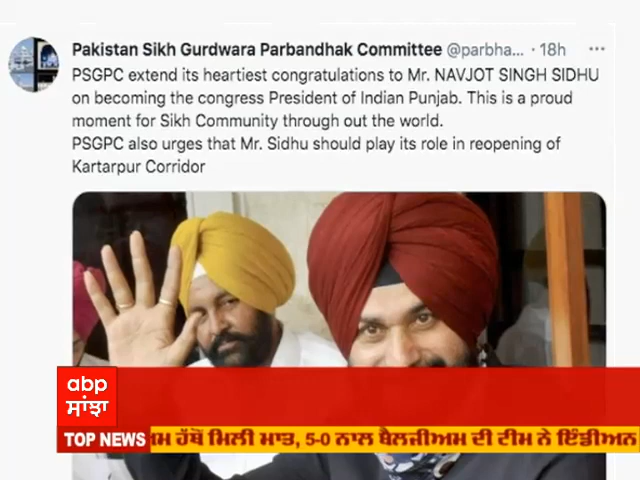 Pakistan Sikh Gurdwara Parbandhak Committee @parbha... · 18h
PSGPC extend its heartiest congratulations to Mr. NAVJOT SINGH SIDHU
on becoming the congress President of Indian Punjab. This is a proud
moment for Sikh Community through out the world.
PSGPC also urges that Mr. Sidhu should play its role in reopening of
Kartarpur Corridor
abp
ਸਾਂਝਾ
TOP NEWS ਹੱਥੋਂ ਮਿਲੀ ਮਾਤ, 5-0 ਨਾਲ ਬੈਲਜੀਅਮ ਦੀ ਟੀਮ ਨੇ ਇੰਡੀਅਨ